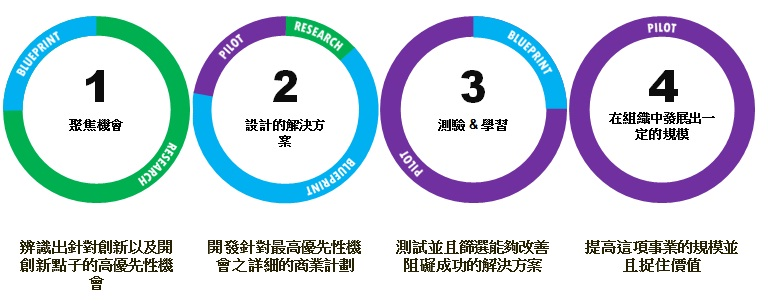 BLUEPRINT
RESEARCH
1
聚焦機會
PILOT
RESEARCH
BLUEPRINT
2
設計的解決方
案
BLUEPRINT
PILOT
3
測驗 & 學習
PILOT
4
在組織中發展出一
定的規模
辨識出針對創新以及開
創新點子的高優先性機
會
開發針對最高優先性機
會之詳細的商業計劃
測試並且篩選能夠改善
阻礙成功的解決方案
提高這項事業的規模並
且捉住價值